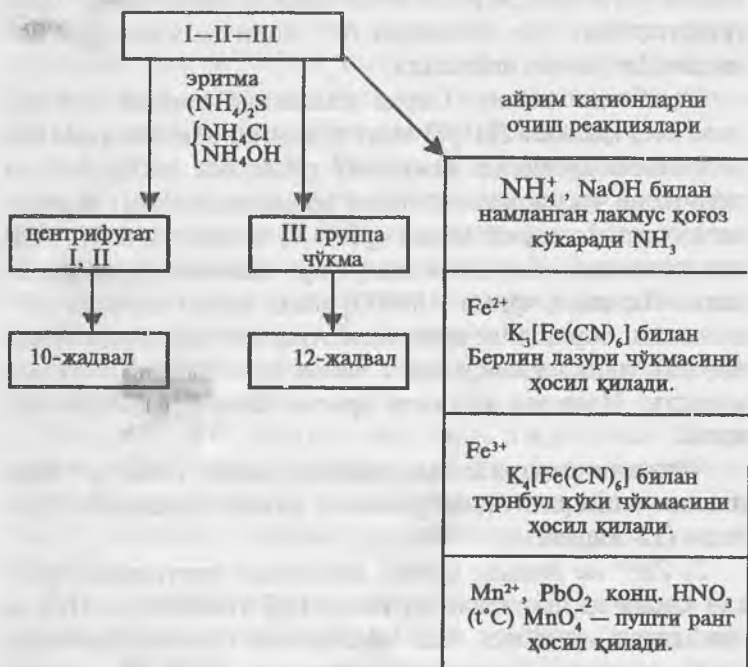 I—II—III
эритма
(NH₄)₂S
{NH₄Cl
NH₄OH
айрим катионларни
очиш реакциялари
центрифугат
I, II
III группа
чўкма
10-жадвал
12-жадвал
NH₄⁺, NaOH билан
намланган лакмус қоғоз
кўкаради NH₃
Fe²⁺
K₃[Fe(CN)₆] билан
Берлин лазури чўкмасини
ҳосил қилади.
Fe³⁺
K₄[Fe(CN)₆] билан
турнбул кўки чўкмасини
ҳосил қилади.
Mn²⁺, PbO₂, конц. HNO₃
(t°C) MnO₄⁻ — пушти ранг
ҳосил қилади.